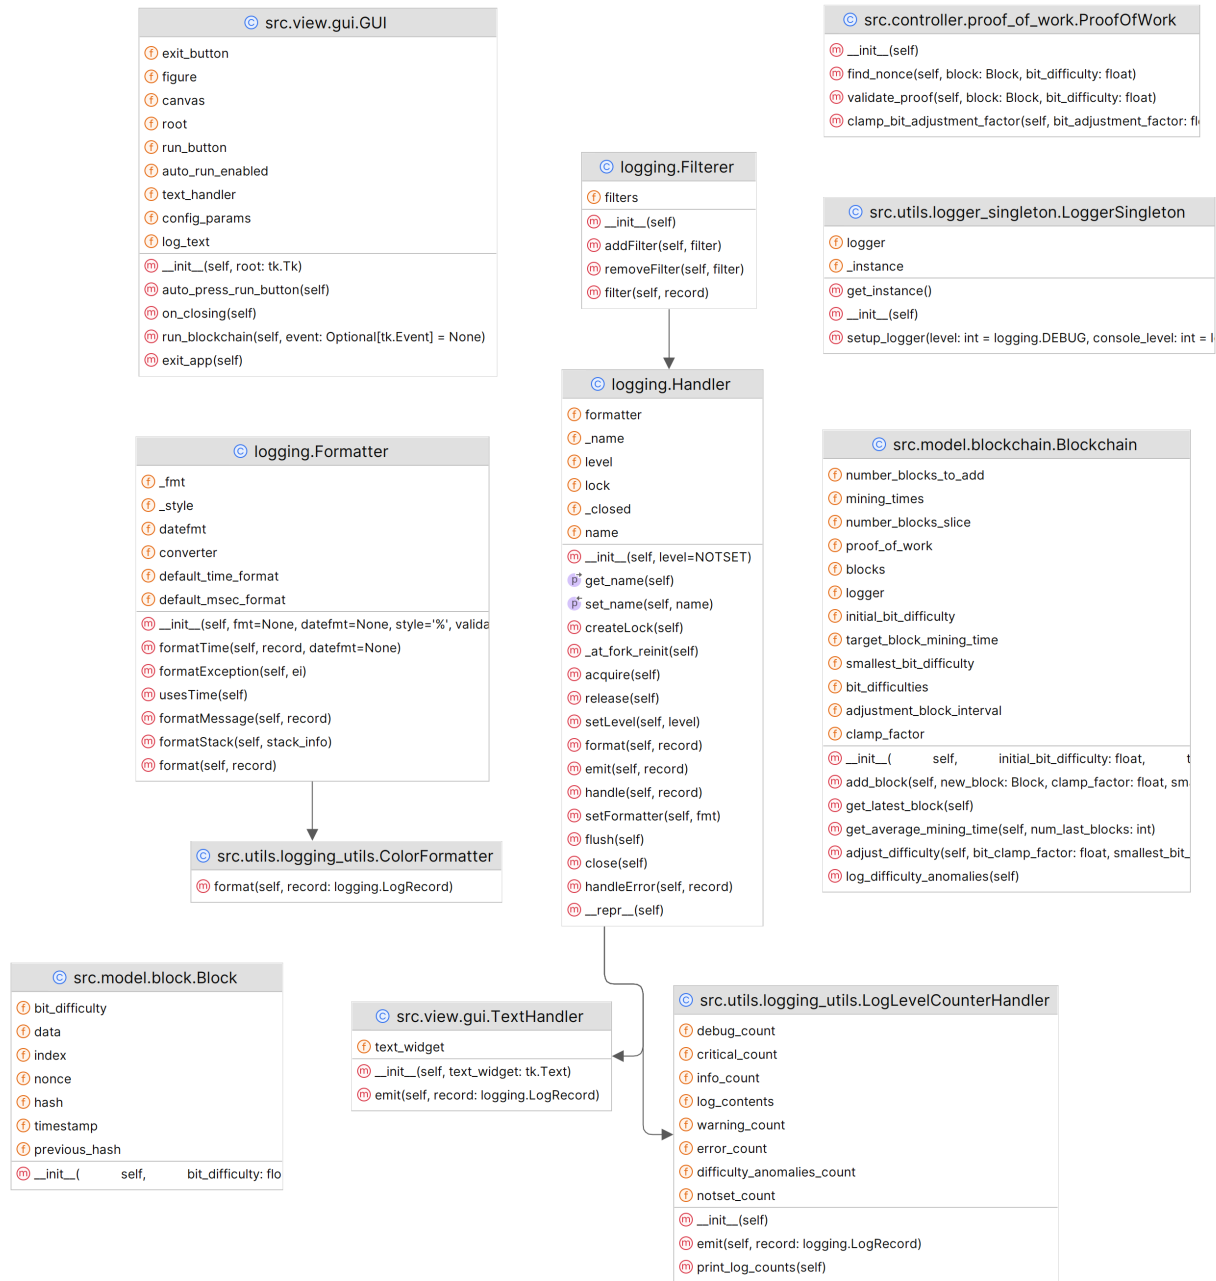 src.view.gui.GUI
exit_button
figure
canvas
root
run_button
auto_run_enabled
text_handler
config_params
log_text
__init__(self, root: tk.Tk)
auto_press_run_button(self)
on_closing(self)
run_blockchain(self, event: Optional[tk.Event] = None)
exit_app(self)
src.controller.proof_of_work.ProofOfWork
__init__(self)
find_nonce(self, block: Block, bit_difficulty: float)
validate_proof(self, block: Block, bit_difficulty: float)
clamp_bit_adjustment_factor(self, bit_adjustment_factor: fl
logging.Filterer
filters
__init__(self)
addFilter(self, filter)
removeFilter(self, filter)
filter(self, record)
src.utils.logger_singleton.LoggerSingleton
logger
_instance
get_instance()
__init__(self)
setup_logger(level: int = logging.DEBUG, console_level: int = l
logging.Handler
formatter
_name
level
lock
_closed
name
__init__(self, level=NOTSET)
get_name(self)
set_name(self, name)
createLock(self)
_at_fork_reinit(self)
acquire(self)
release(self)
setLevel(self, level)
format(self, record)
emit(self, record)
handle(self, record)
setFormatter(self, fmt)
flush(self)
close(self)
handleError(self, record)
__repr__(self)
logging.Formatter
_fmt
_style
datefmt
converter
default_time_format
default_msec_format
__init__(self, fmt=None, datefmt=None, style='%', valida
formatTime(self, record, datefmt=None)
formatException(self, ei)
usesTime(self)
formatMessage(self, record)
formatStack(self, stack_info)
format(self, record)
src.model.blockchain.Blockchain
number_blocks_to_add
mining_times
number_blocks_slice
proof_of_work
blocks
logger
initial_bit_difficulty
target_block_mining_time
smallest_bit_difficulty
bit_difficulties
adjustment_block_interval
clamp_factor
__init__( self, initial_bit_difficulty: float, t
add_block(self, new_block: Block, clamp_factor: float, sm
get_latest_block(self)
get_average_mining_time(self, num_last_blocks: int)
adjust_difficulty(self, bit_clamp_factor: float, smallest_bit_
log_difficulty_anomalies(self)
src.utils.logging_utils.ColorFormatter
format(self, record: logging.LogRecord)
src.model.block.Block
bit_difficulty
data
index
nonce
hash
timestamp
previous_hash
__init__( self, bit_difficulty: flo
src.view.gui.TextHandler
text_widget
__init__(self, text_widget: tk.Text)
emit(self, record: logging.LogRecord)
src.utils.logging_utils.LogLevelCounterHandler
debug_count
critical_count
info_count
log_contents
warning_count
error_count
difficulty_anomalies_count
notset_count
__init__(self)
emit(self, record: logging.LogRecord)
print_log_counts(self)